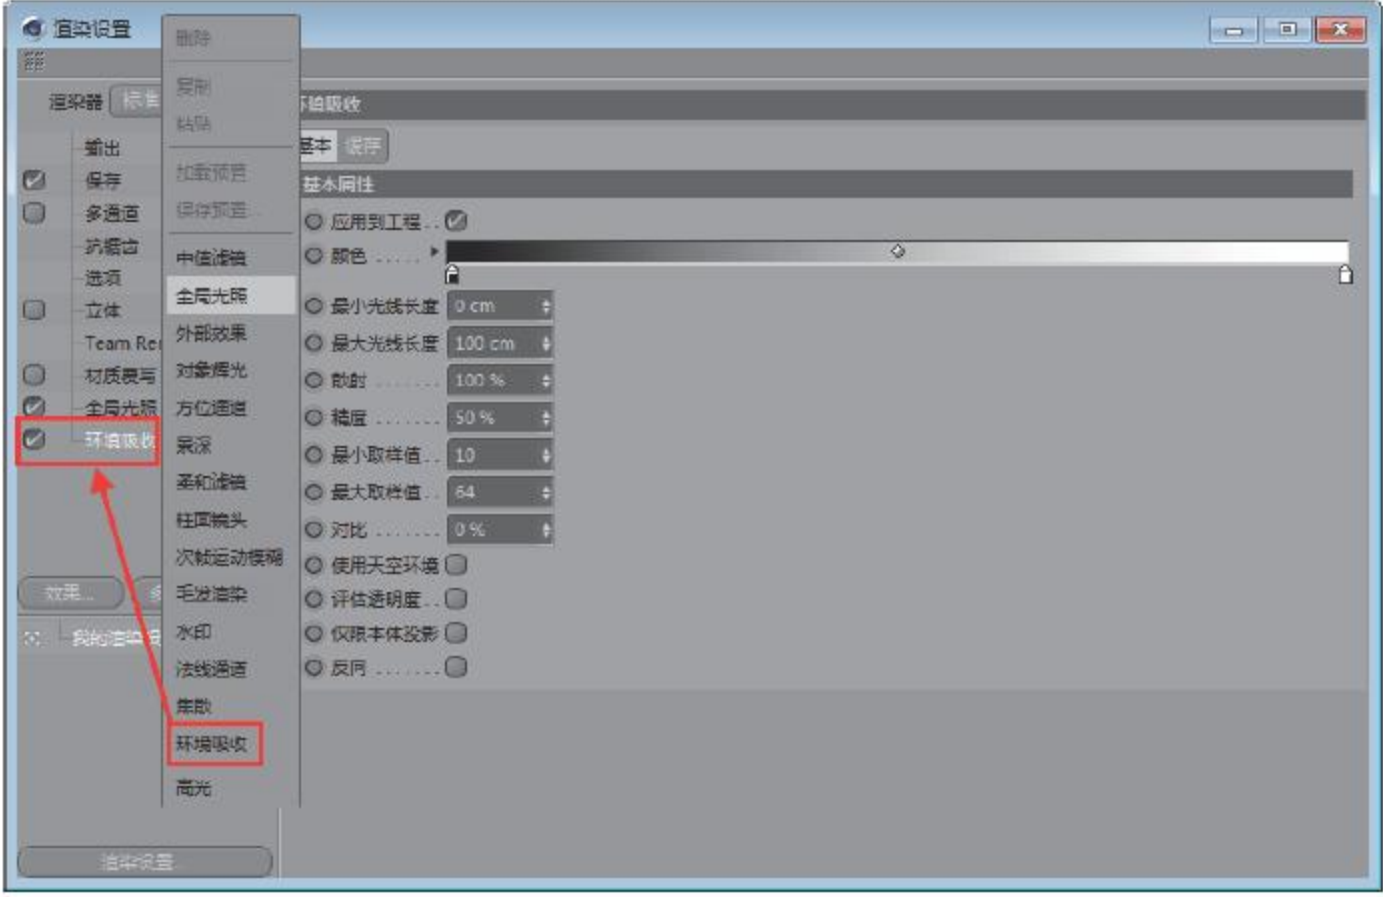 渲染设置
渲染器 标准
输出
保存
多通道
抗锯齿
选项
立体
Team Re
材质覆写
全局光照
环境吸收
效果...
我的渲染设
渲染设置
删除
复制
粘贴
加载预置
保存预置...
中值滤镜
全局光照
外部效果
对象辉光
方位通道
景深
柔和滤镜
柱面镜头
次帧运动模糊
毛发渲染
水印
法线通道
焦散
环境吸收
高光
环境吸收
基本 缓存
基本属性
应用到工程..
颜色.....
最小光线长度 0 cm
最大光线长度 100 cm
散射....... 100 %
精度....... 50 %
最小取样值.. 10
最大取样值.. 64
对比....... 0 %
使用天空环境
评估透明度..
仅限本体投影
反向.......